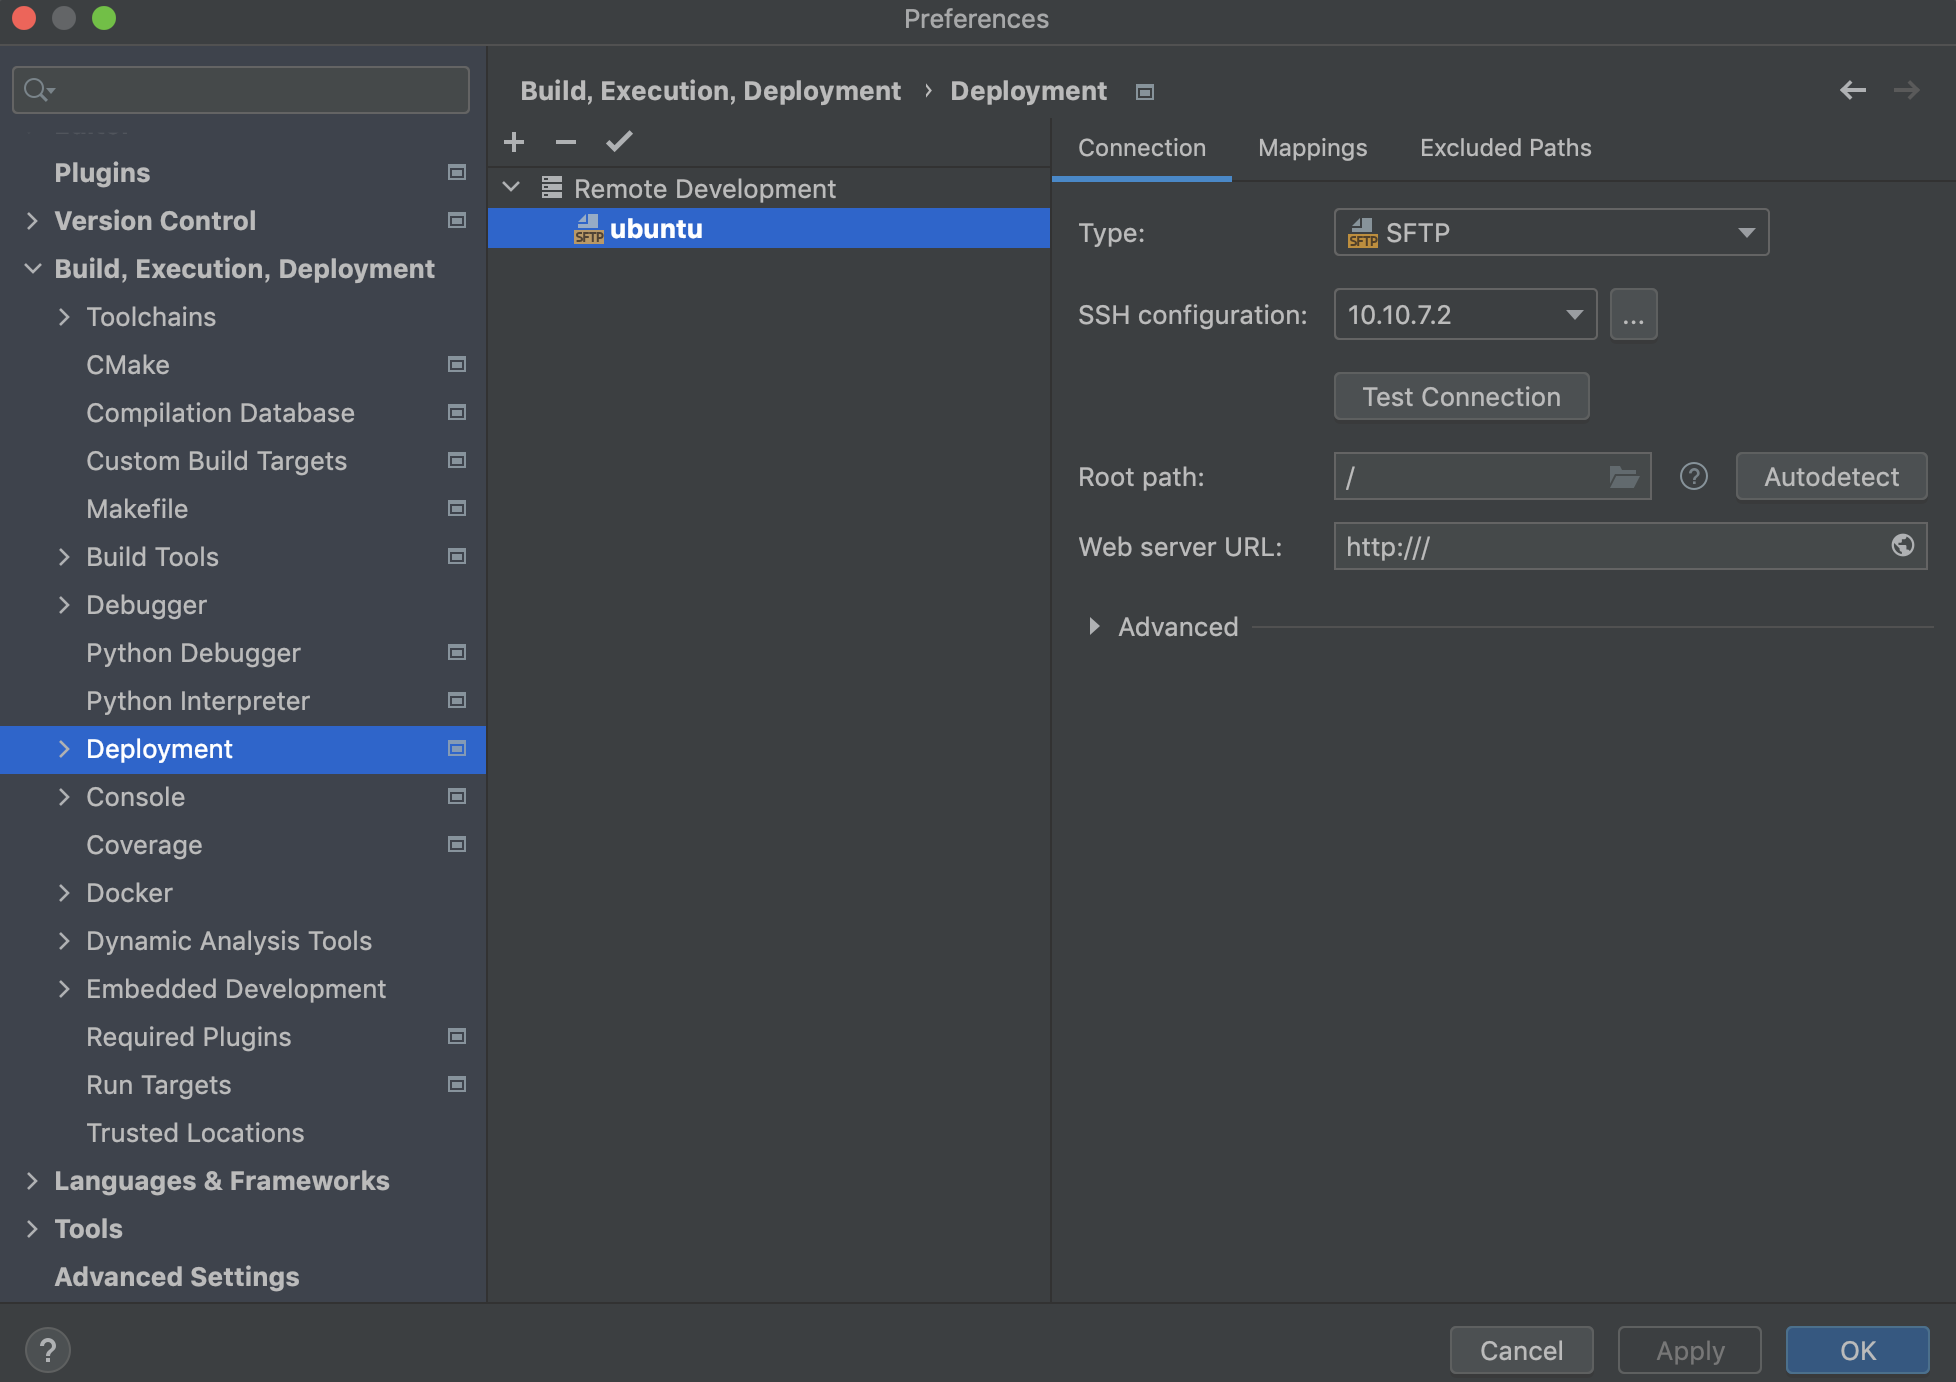 Preferences
Plugins
Version Control
Build, Execution, Deployment
Toolchains
CMake
Compilation Database
Custom Build Targets
Makefile
Build Tools
Debugger
Python Debugger
Python Interpreter
Deployment
Console
Coverage
Docker
Dynamic Analysis Tools
Embedded Development
Required Plugins
Run Targets
Trusted Locations
Languages & Frameworks
Tools
Advanced Settings
Build, Execution, Deployment › Deployment
Remote Development
SFTP ubuntu
Connection Mappings Excluded Paths
Type: SFTP SFTP
SSH configuration: 10.10.7.2 ...
Test Connection
Root path: / ? Autodetect
Web server URL: http:///
Advanced
? Cancel Apply OK